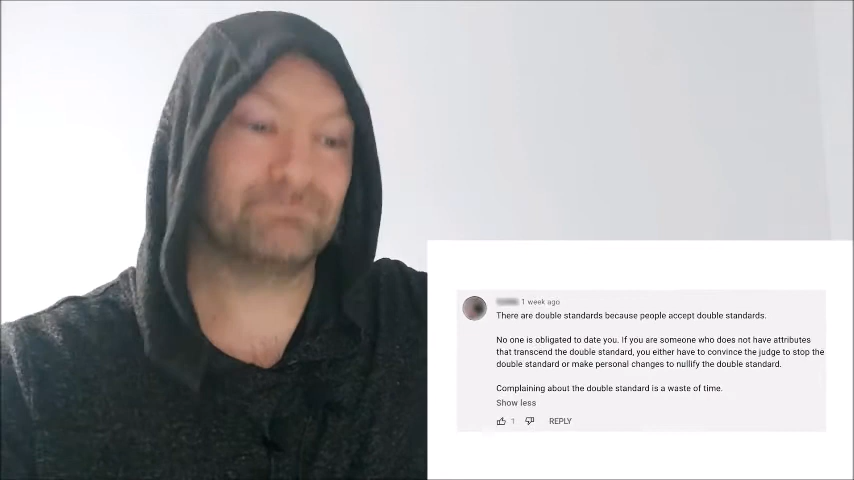 1 week ago
There are double standards because people accept double standards.
No one is obligated to date you. If you are someone who does not have attributes
that transcend the double standard, you either have to convince the judge to stop the
double standard or make personal changes to nullify the double standard.
Complaining about the double standard is a waste of time.
Show less
1 REPLY